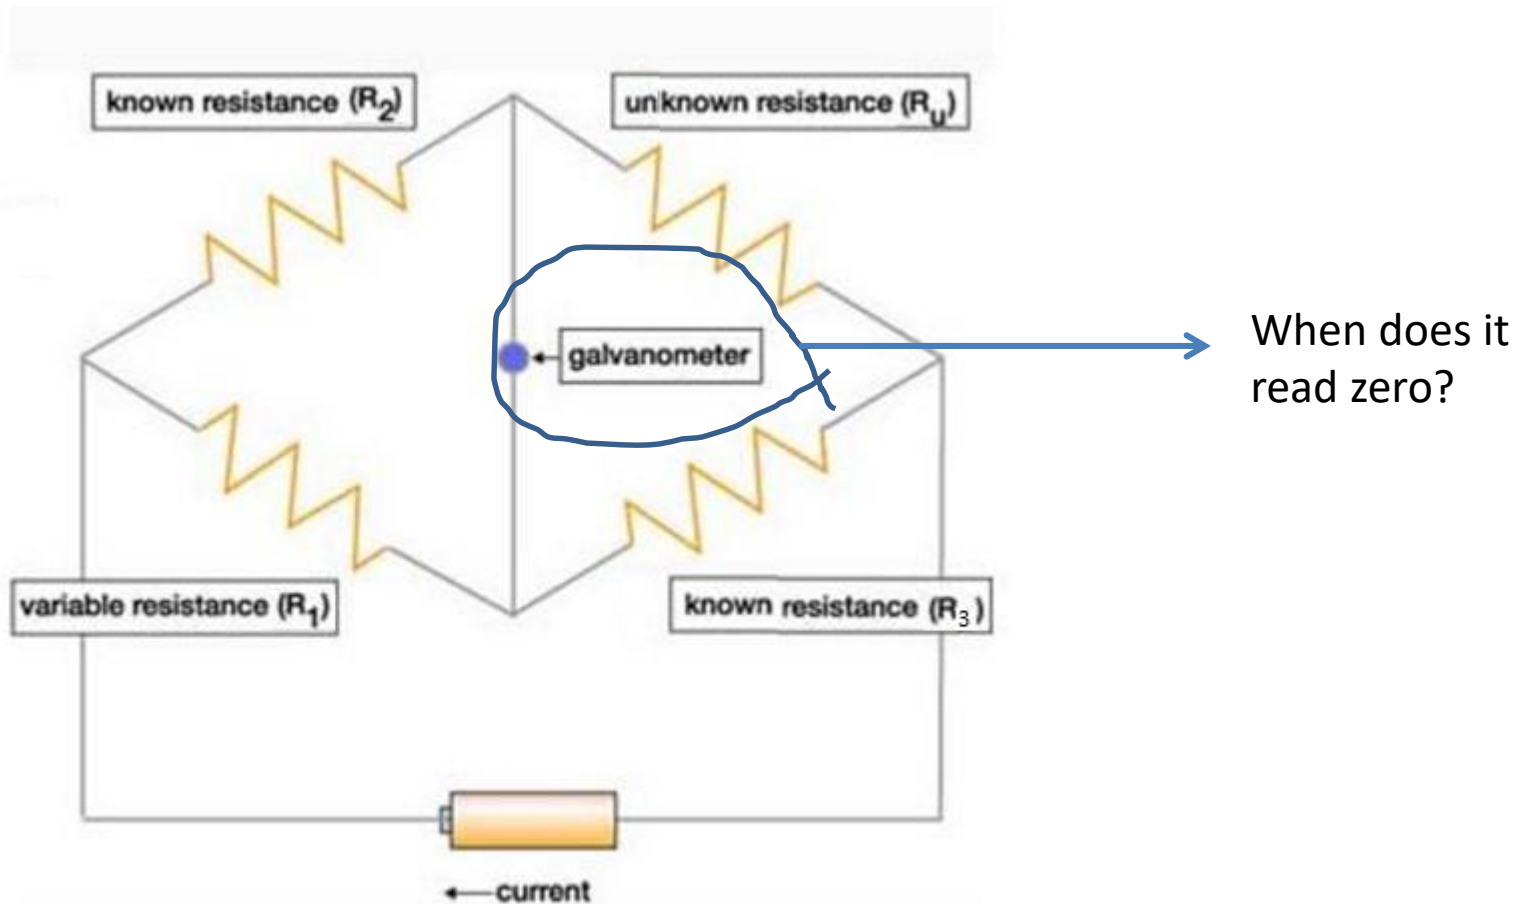 known resistance (R2)
unknown resistance (Ru)
galvanometer
When does it
read zero?
variable resistance (R1)
known resistance (R3)
current